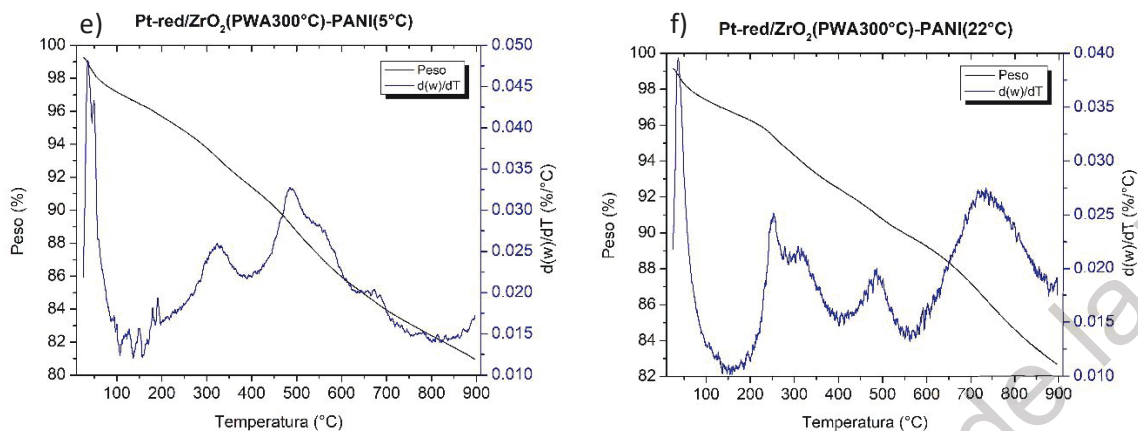 e) Pt-red/ZrO₂(PWA300°C)-PANI(5°C)
Peso
d(w)/dT
Peso (%)
100
98
96
94
92
90
88
86
84
82
80
0.050
0.045
0.040
0.035
0.030
0.025
0.020
0.015
0.010
d(w)/dT (%/°C)
0 100 200 300 400 500 600 700 800 900
Temperatura (°C)
f) Pt-red/ZrO₂(PWA300°C)-PANI(22°C)
Peso
d(w)/dT
Peso (%)
100
98
96
94
92
90
88
86
84
82
0.040
0.035
0.030
0.025
0.020
0.015
0.010
d(w)/dT (%/°C)
100 200 300 400 500 600 700 800 900
Temperatura (°C)
de la